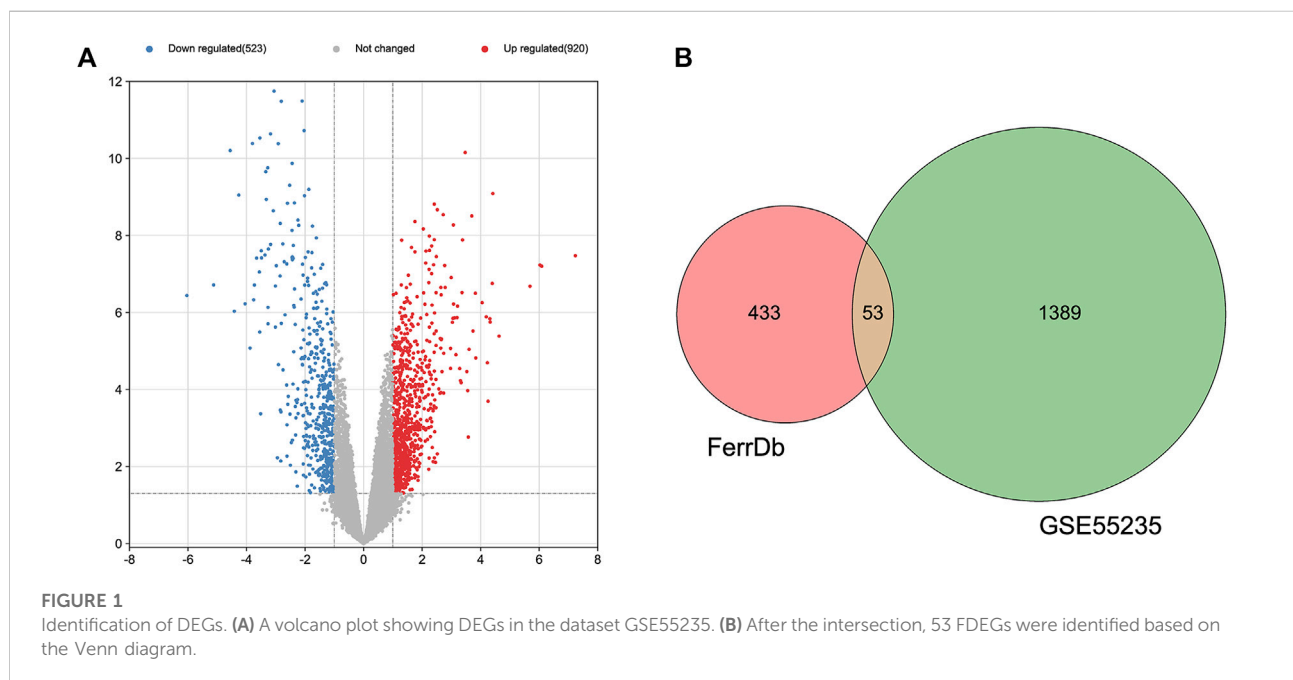 A
Down regulated(523)
Not changed
Up regulated(920)
12
10
8
6
4
2
0
-8
-6
-4
-2
0
2
4
6
8
B
433
53
1389
FerrDb
GSE55235
FIGURE 1
Identification of DEGs. (A) A volcano plot showing DEGs in the dataset GSE55235. (B) After the intersection, 53 FDEGs were identified based on
the Venn diagram.